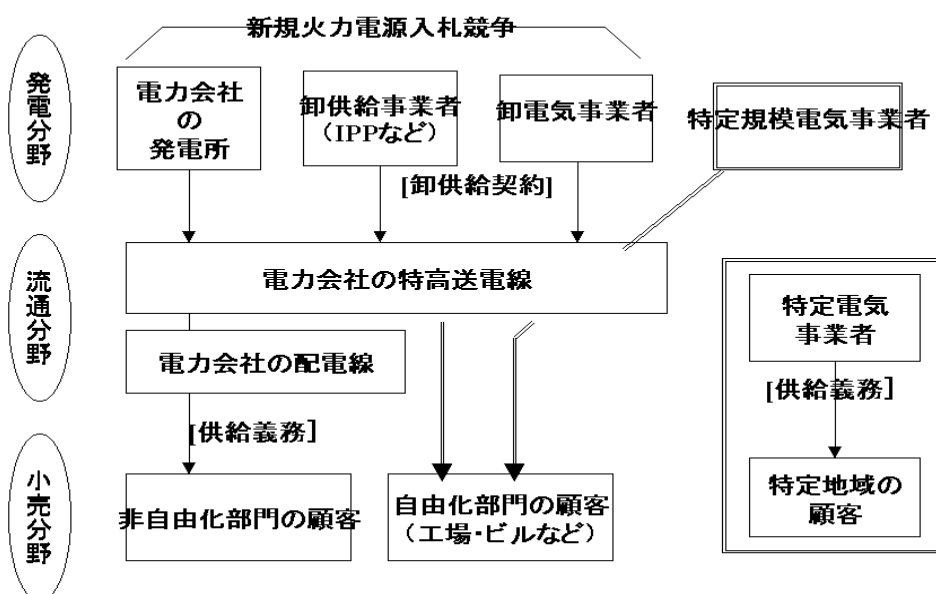 新規火力電源入札競争
発電分野
電力会社
の
発電所
卸供給事業者
（IPPなど）
卸電気事業者
特定規模電気事業者
[卸供給契約]
流通分野
電力会社の特高送電線
電力会社の配電線
[供給義務］
特定電気
事業者
[供給義務］
小売分野
非自由化部門の顧客
自由化部門の顧客
（工場･ビルなど）
特定地域の
顧客